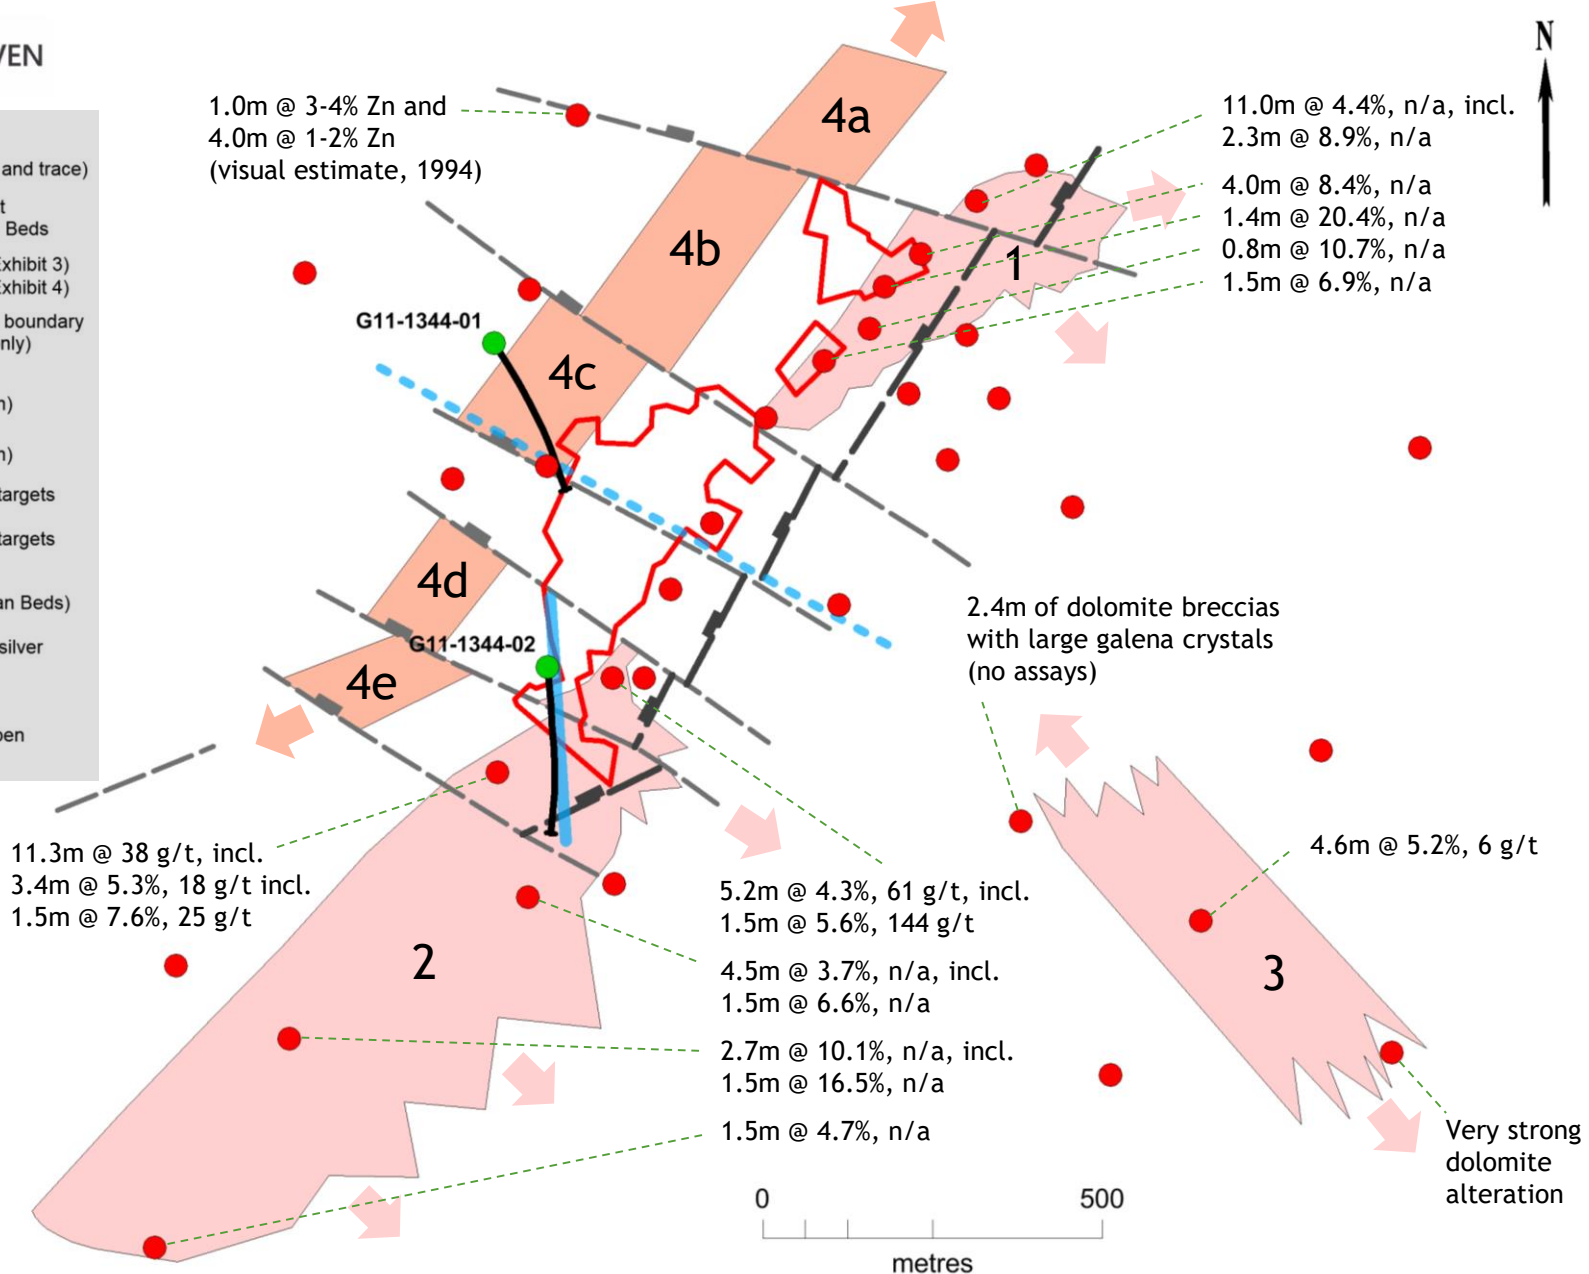 VEN
and trace)
t
Beds
Exhibit 3)
Exhibit 4)
boundary
nly)
n)
n)
targets
targets
an Beds)
silver
pen
1.0m @ 3-4% Zn and
4.0m @ 1-2% Zn
(visual estimate, 1994)
N
11.0m @ 4.4%, n/a, incl.
2.3m @ 8.9%, n/a
4.0m @ 8.4%, n/a
1.4m @ 20.4%, n/a
0.8m @ 10.7%, n/a
1.5m @ 6.9%, n/a
4a
4b
1
G11-1344-01
4c
4d
G11-1344-02
4e
2.4m of dolomite breccias
with large galena crystals
(no assays)
11.3m @ 38 g/t, incl.
3.4m @ 5.3%, 18 g/t incl.
1.5m @ 7.6%, 25 g/t
4.6m @ 5.2%, 6 g/t
5.2m @ 4.3%, 61 g/t, incl.
1.5m @ 5.6%, 144 g/t
2
4.5m @ 3.7%, n/a, incl.
1.5m @ 6.6%, n/a
3
2.7m @ 10.1%, n/a, incl.
1.5m @ 16.5%, n/a
1.5m @ 4.7%, n/a
Very strong
dolomite
alteration
0 500
metres